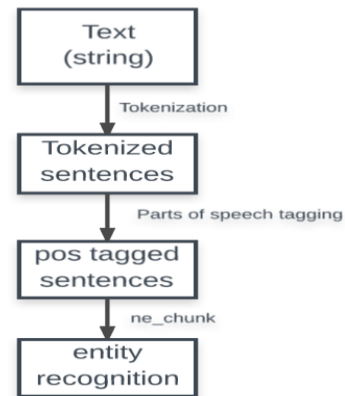 Text
(string)
Tokenization
Tokenized
sentences
Parts of speech tagging
pos tagged
sentences
ne_chunk
entity
recognition